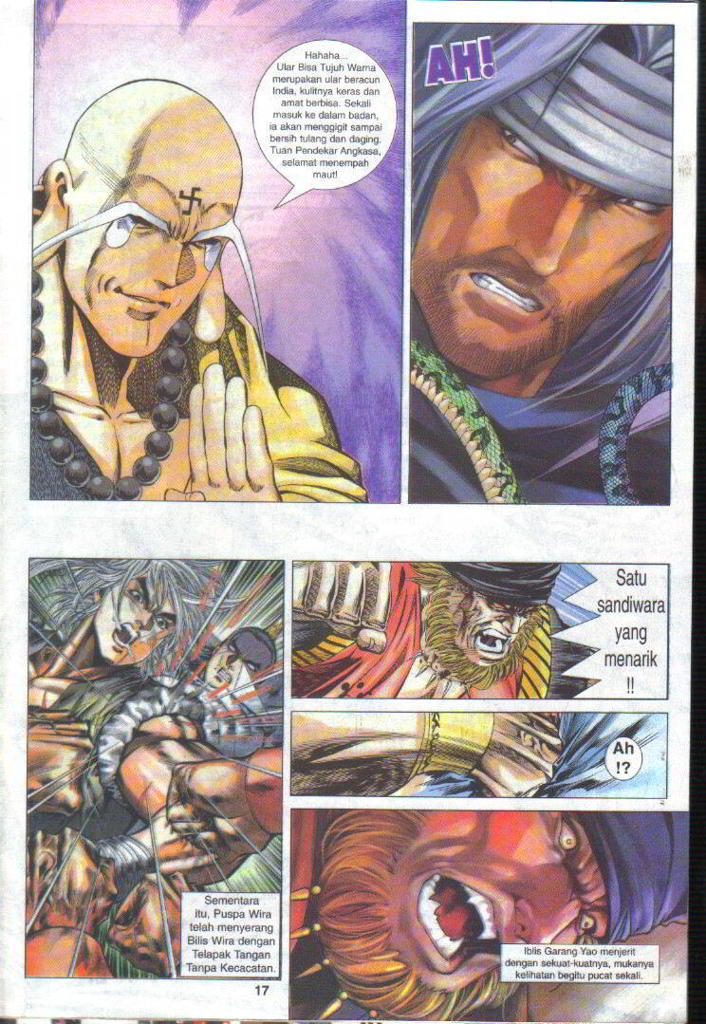 Hahaha...
Ular Bisa Tujuh Warna
merupakan ular beracun
India, kulitnya keras dan
amat berbisa. Sekali
masuk ke dalam badan,
ia akan menggigit sampai
bersih tulang dan daging.
Tuan Pendekar Angkasa,
selamat menempah
maut!
AH!
Satu
sandiwara
yang
menarik
!!
Ah
!?
Sementara
itu, Puspa Wira
telah menyerang
Bilis Wira dengan
Telapak Tangan
Tanpa Kecacatan.
Iblis Garang Yao menjerit
dengan sekuat-kuatnya, mukanya
kelihatan begitu pucat sekali.
17